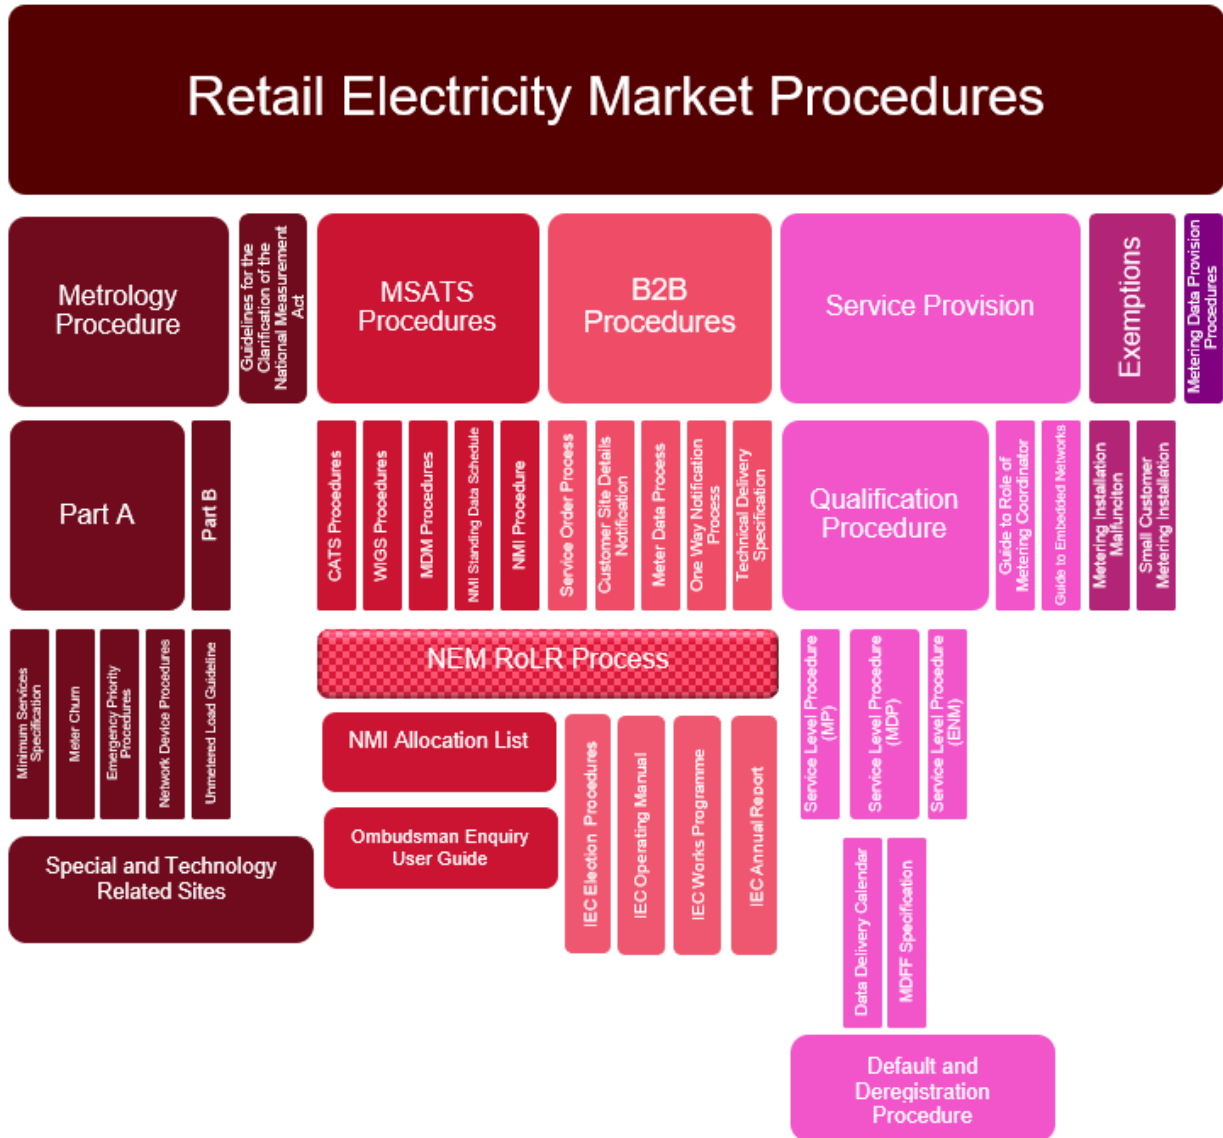 Retail Electricity Market Procedures
Metrology
Procedure
Guidelines for the
Clarification of the
National Measurement
Act
MSATS
Procedures
B2B
Procedures
Service Provision
Exemptions
Metering Data Provision
Procedures
Part A
Part B
CATS Procedures
WIGS Procedures
MDM Procedures
NMI Standing Data Schedule
NMI Procedure
Service Order Process
Customer Site Details
Notification
Meter Data Process
One Way Notification
Process
Technical Delivery
Specification
Qualification
Procedure
Guide to Role of
Metering Coordinator
Guide to Embedded Networks
Metering Installation
Malfunciton
Small Customer
Metering Installation
Minimum Services
Specification
Meter Churn
Emergency Priority
Procedures
Network Device Procedures
Unmetered Load Guideline
NEM RoLR Process
Service Level Procedure
(MP)
Service Level Procedure
(MDP)
Service Level Procedure
(ENM)
NMI Allocation List
Ombudsman Enquiry
User Guide
IEC Election Procedures
IEC Operating Manual
IEC Works Programme
IEC Annual Report
Special and Technology
Related Sites
Data Delivery Calendar
MDFF Specification
Default and
Deregistration
Procedure